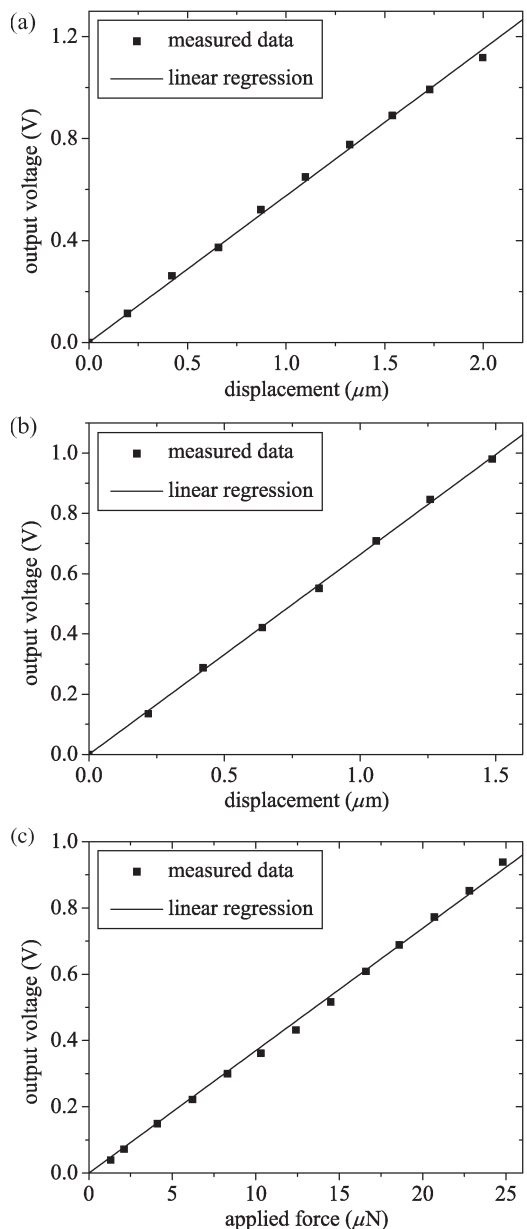 (a)
measured data
linear regression
1.2
0.8
0.4
0.0
output voltage (V)
0.0 0.5 1.0 1.5 2.0
displacement (μm)
(b)
measured data
linear regression
1.0
0.8
0.6
0.4
0.2
0.0
output voltage (V)
0.0 0.5 1.0 1.5
displacement (μm)
(c)
measured data
linear regression
1.0
0.8
0.6
0.4
0.2
0.0
output voltage (V)
0 5 10 15 20 25
applied force (μN)